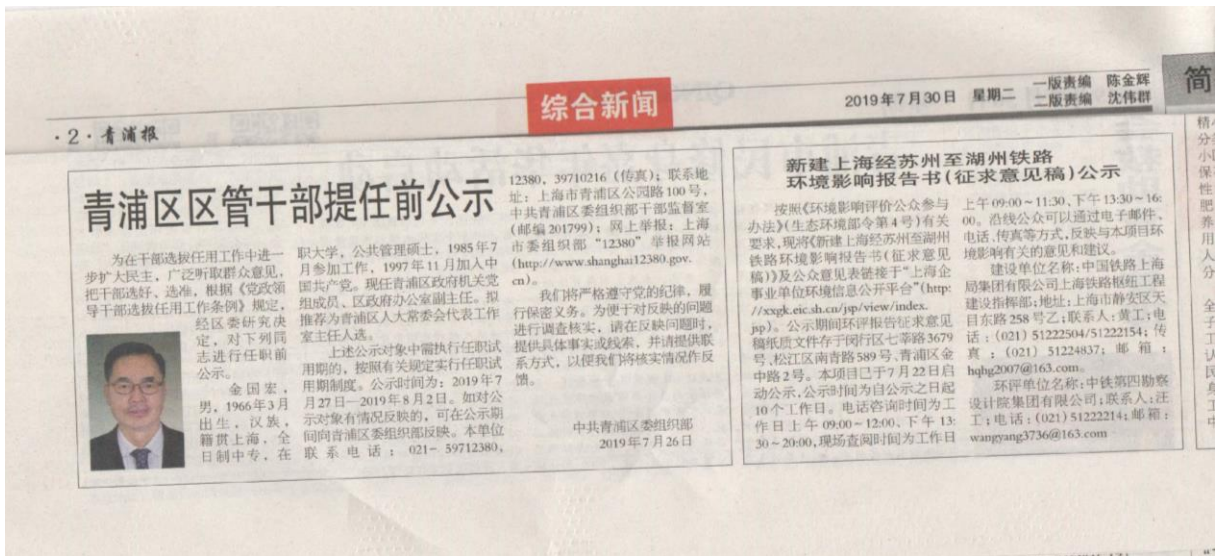 ·2·青浦报
综合新闻
2019年7月30日 星期二
一版责编 陈金辉
二版责编 沈伟群
简
青浦区区管干部提任前公示
为在干部选拔任用工作中进一
步扩大民主，广泛听取群众意见，
把干部选好、选准，根据《党政领
导干部选拔任用工作条例》规定，
经区委研究决
定，对下列同
志进行任职前
公示。
金国宏，
男，1966年3月
出生，汉族，
籍贯上海，全
日制中专，在
职大学，公共管理硕士，1985年7
月参加工作，1997年11月加入中
国共产党。现任青浦区政府机关党
组成员、区政府办公室副主任。拟
推荐为青浦区人大常委会代表工作
室主任人选。
上述公示对象中需执行任职试
用期的，按照有关规定实行任职试
用期制度。公示时间为：2019年7
月27日—2019年8月2日。如对公
示对象有情况反映的，可在公示期
间向青浦区委组织部反映。本单位
联系电话：021-59712380，
12380，39710216（传真）；联系地
址：上海市青浦区公园路100号，
中共青浦区委组织部干部监督室
（邮编201799）；网上举报：上海
市委组织部“12380”举报网站
（http://www.shanghai12380.gov.
cn）。
我们将严格遵守党的纪律，履
行保密义务。为便于对反映的问题
进行调查核实，请在反映问题时，
提供具体事实或线索，并请提供联
系方式，以便我们将核实情况作反
馈。
中共青浦区委组织部
2019年7月26日
新建上海经苏州至湖州铁路
环境影响报告书(征求意见稿)公示
按照《环境影响评价公众参与
办法》(生态环境部令第4号)有关
要求,现将《新建上海经苏州至湖州
铁路环境影响报告书(征求意见
稿)》及公众意见表链接于“上海企
事业单位环境信息公开平台”(http:
//xxgk.eic.sh.cn/jsp/view/index.
jsp)。公示期间环评报告征求意见
稿纸质文件存于闵行区七莘路3679
号,松江区南青路589号,青浦区金
中路2号。本项目已于7月22日启
动公示,公示时间为自公示之日起
10个工作日。电话咨询时间为工
作日上午09:00~12:00、下午13:
30~20:00,现场查阅时间为工作日
上午09:00~11:30、下午13:30~16:
00。沿线公众可以通过电子邮件、
电话、传真等方式,反映与本项目环
境影响有关的意见和建议。
建设单位名称:中国铁路上海
局集团有限公司上海铁路枢纽工程
建设指挥部;地址:上海市静安区天
目东路258号乙;联系人:黄工;电
话:(021)51222504/51222154;传
真:(021)51224837;邮箱:
hqhg2007@163.com。
环评单位名称:中铁第四勘察
设计院集团有限公司;联系人:汪
工;电话:(021)51222214;邮箱:
wangyang3736@163.com